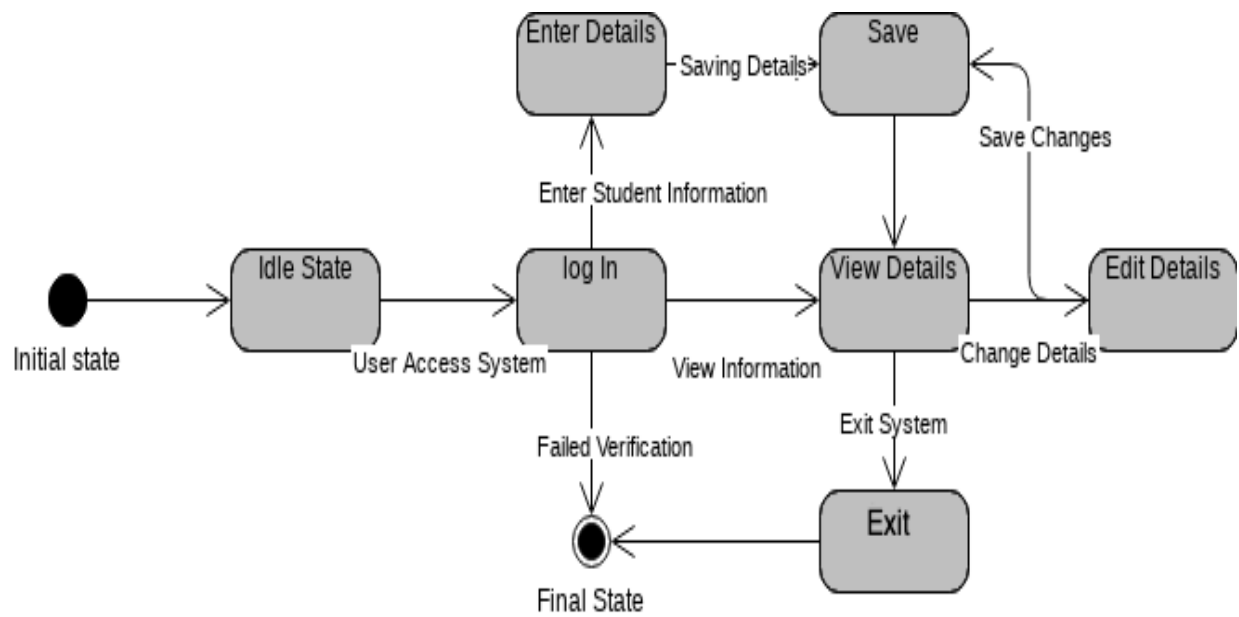 Enter Details
Saving Details
Save
Save Changes
Enter Student Information
Idle State
log In
View Details
Edit Details
Initial state
User Access System
View Information
Change Details
Failed Verification
Exit System
Exit
Final State